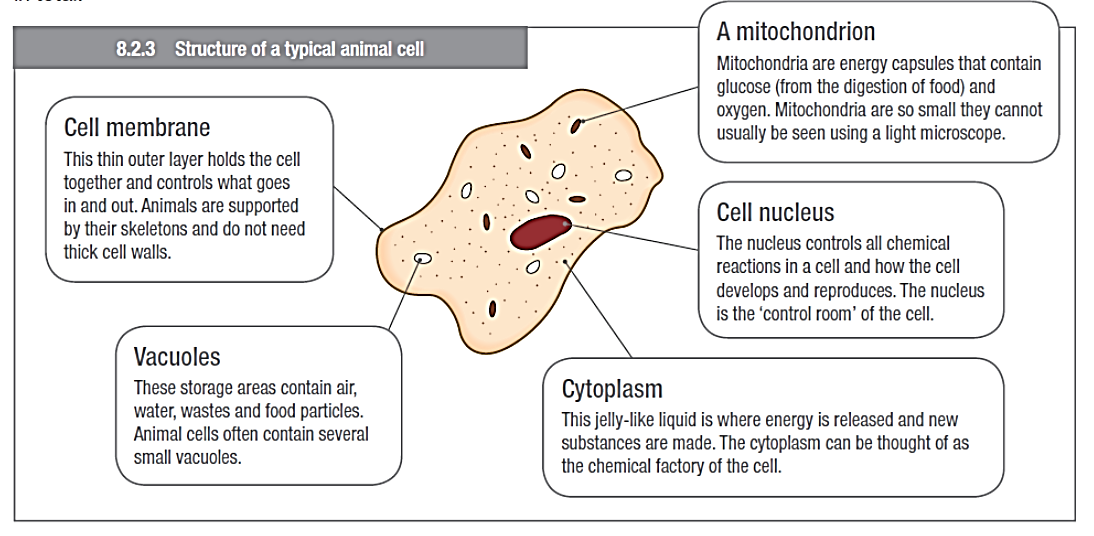 8.2.3 Structure of a typical animal cell
A mitochondrion
Mitochondria are energy capsules that contain
glucose (from the digestion of food) and
oxygen. Mitochondria are so small they cannot
usually be seen using a light microscope.
Cell membrane
This thin outer layer holds the cell
together and controls what goes
in and out. Animals are supported
by their skeletons and do not need
thick cell walls.
Cell nucleus
The nucleus controls all chemical
reactions in a cell and how the cell
develops and reproduces. The nucleus
is the ‘control room’ of the cell.
Vacuoles
These storage areas contain air,
water, wastes and food particles.
Animal cells often contain several
small vacuoles.
Cytoplasm
This jelly-like liquid is where energy is released and new
substances are made. The cytoplasm can be thought of as
the chemical factory of the cell.